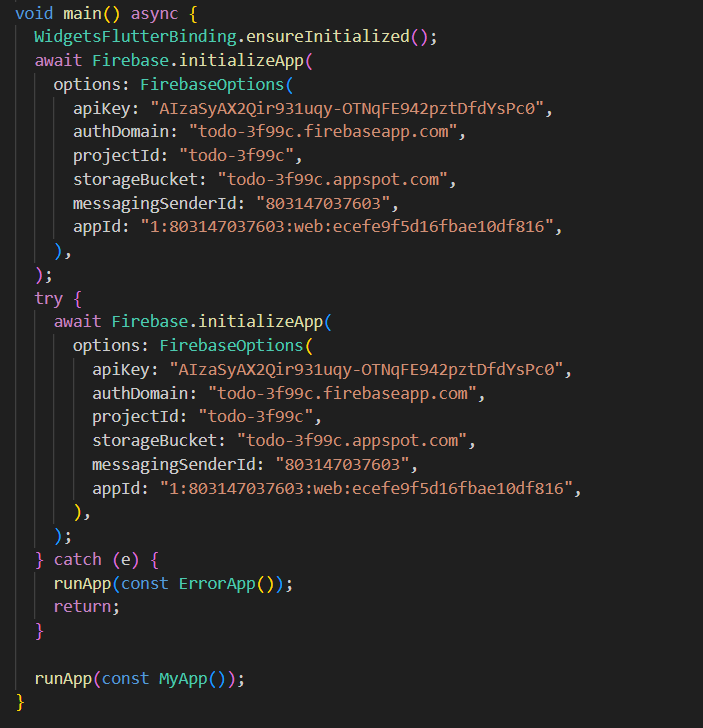 void main() async {
WidgetsFlutterBinding.ensureInitialized();
await Firebase.initializeApp(
options: FirebaseOptions(
apiKey: "AIzaSyAX2Qir931uqy-OTNqFE942pztDfdYsPc0",
authDomain: "todo-3f99c.firebaseapp.com",
projectId: "todo-3f99c",
storageBucket: "todo-3f99c.appspot.com",
messagingSenderId: "803147037603",
appId: "1:803147037603:web:ecefe9f5d16fbae10df816",
),
);
try {
await Firebase.initializeApp(
options: FirebaseOptions(
apiKey: "AIzaSyAX2Qir931uqy-OTNqFE942pztDfdYsPc0",
authDomain: "todo-3f99c.firebaseapp.com",
projectId: "todo-3f99c",
storageBucket: "todo-3f99c.appspot.com",
messagingSenderId: "803147037603",
appId: "1:803147037603:web:ecefe9f5d16fbae10df816",
),
);
} catch (e) {
runApp(const ErrorApp());
return;
}
runApp(const MyApp());
}